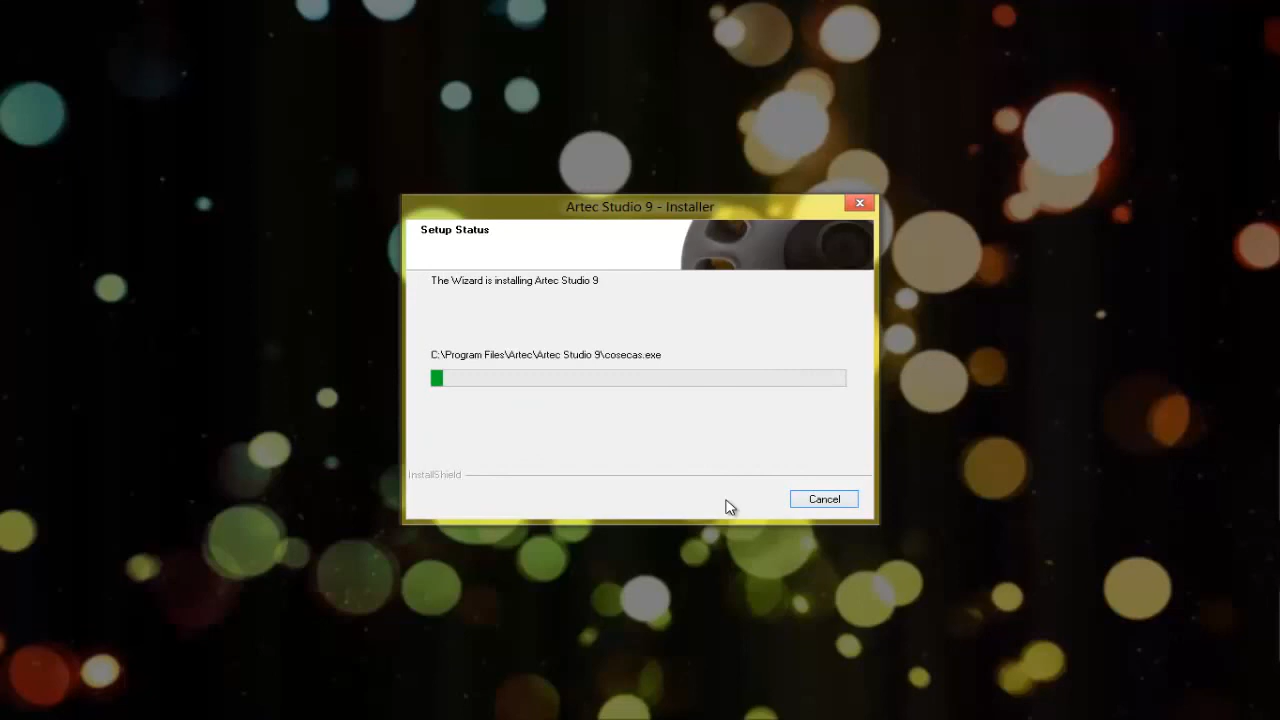 Artec Studio 9 - Installer
Setup Status
The Wizard is installing Artec Studio 9
C:\Program Files\Artec\Artec Studio 9\cosecas.exe
InstallShield
Cancel